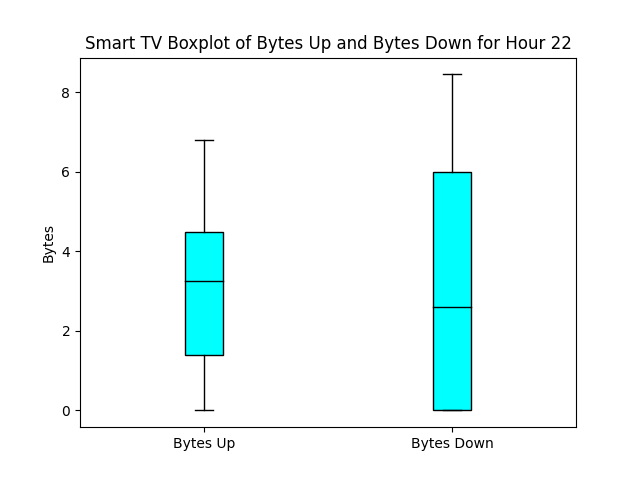 Smart TV Boxplot of Bytes Up and Bytes Down for Hour 22
8
6
4
2
0
Bytes
Bytes Up
Bytes Down